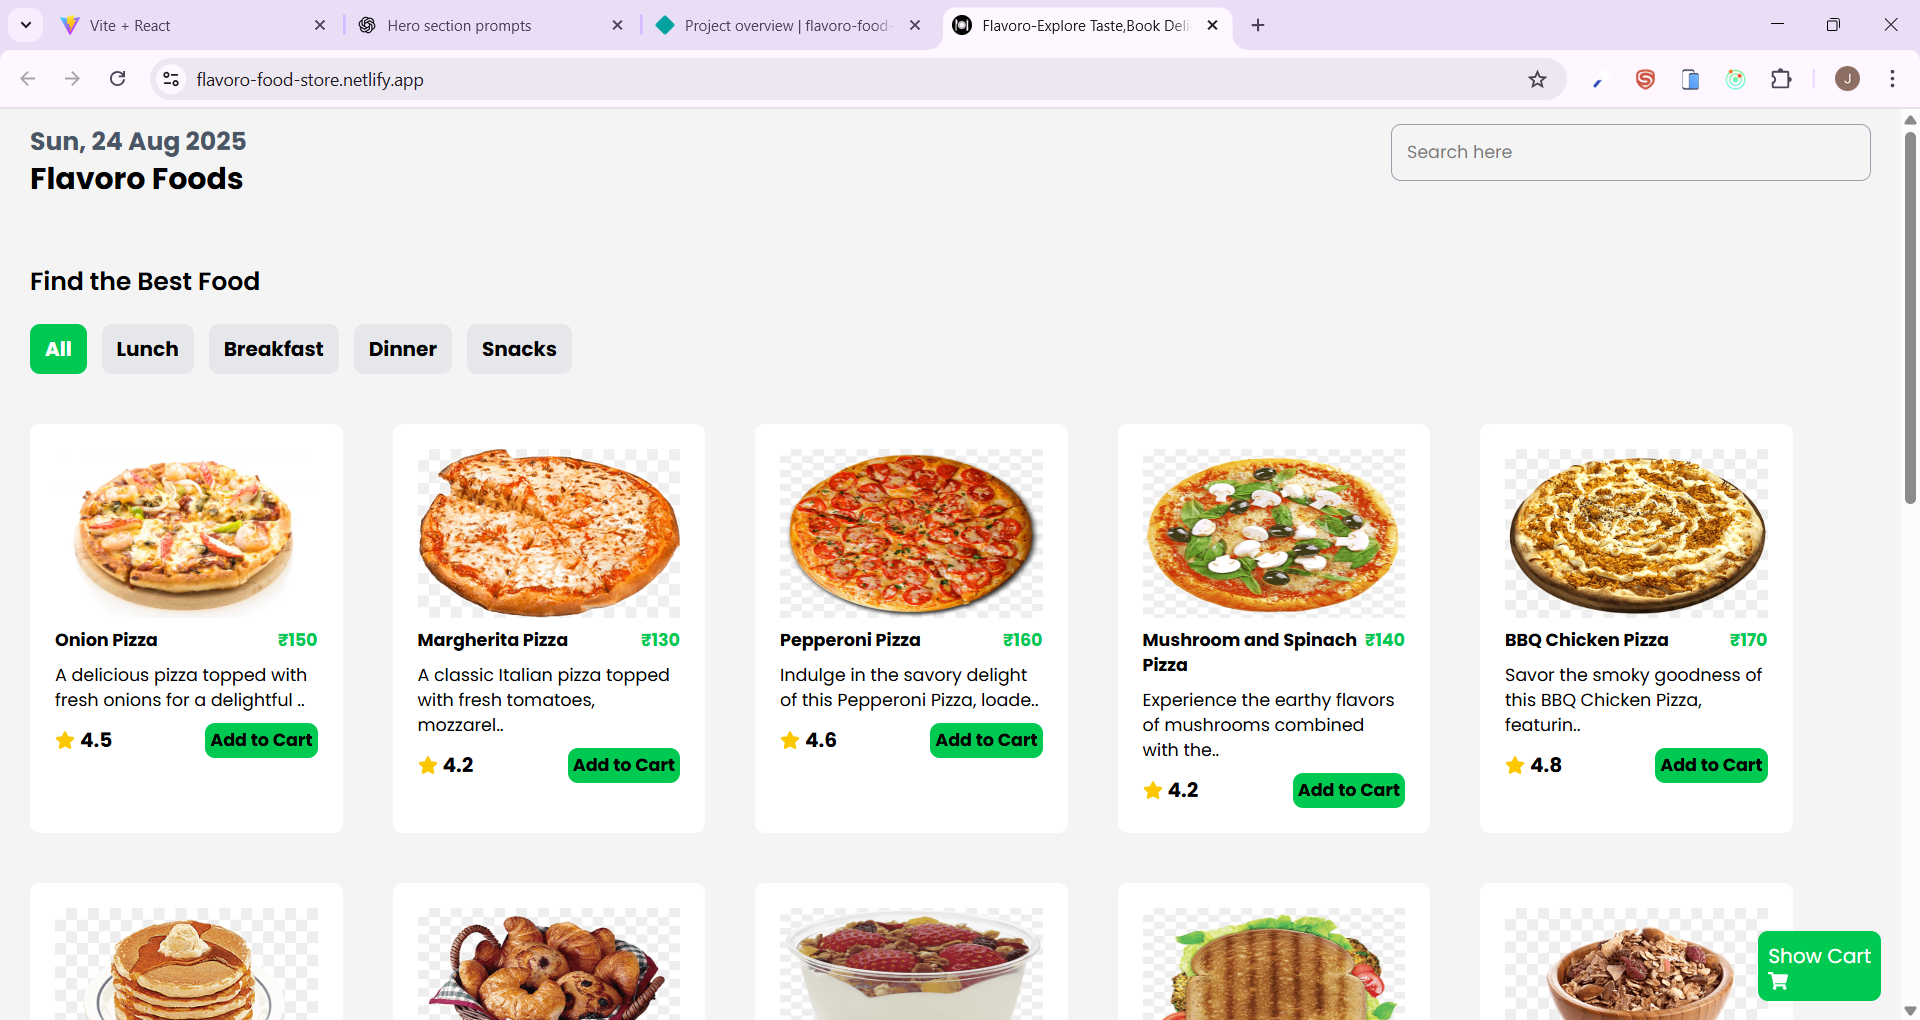 Vite + React
Hero section prompts
Project overview | flavoro-food-
Flavoro-Explore Taste,Book Deli
flavoro-food-store.netlify.app
J
Sun, 24 Aug 2025
Flavoro Foods
Search here
Find the Best Food
All Lunch Breakfast Dinner Snacks
Onion Pizza ₹150
A delicious pizza topped with
fresh onions for a delightful ..
4.5 Add to Cart
Margherita Pizza ₹130
A classic Italian pizza topped
with fresh tomatoes,
mozzarel..
4.2 Add to Cart
Pepperoni Pizza ₹160
Indulge in the savory delight
of this Pepperoni Pizza, loade..
4.6 Add to Cart
Mushroom and Spinach ₹140
Pizza
Experience the earthy flavors
of mushrooms combined
with the..
4.2 Add to Cart
BBQ Chicken Pizza ₹170
Savor the smoky goodness of
this BBQ Chicken Pizza,
featurin..
4.8 Add to Cart
Show Cart